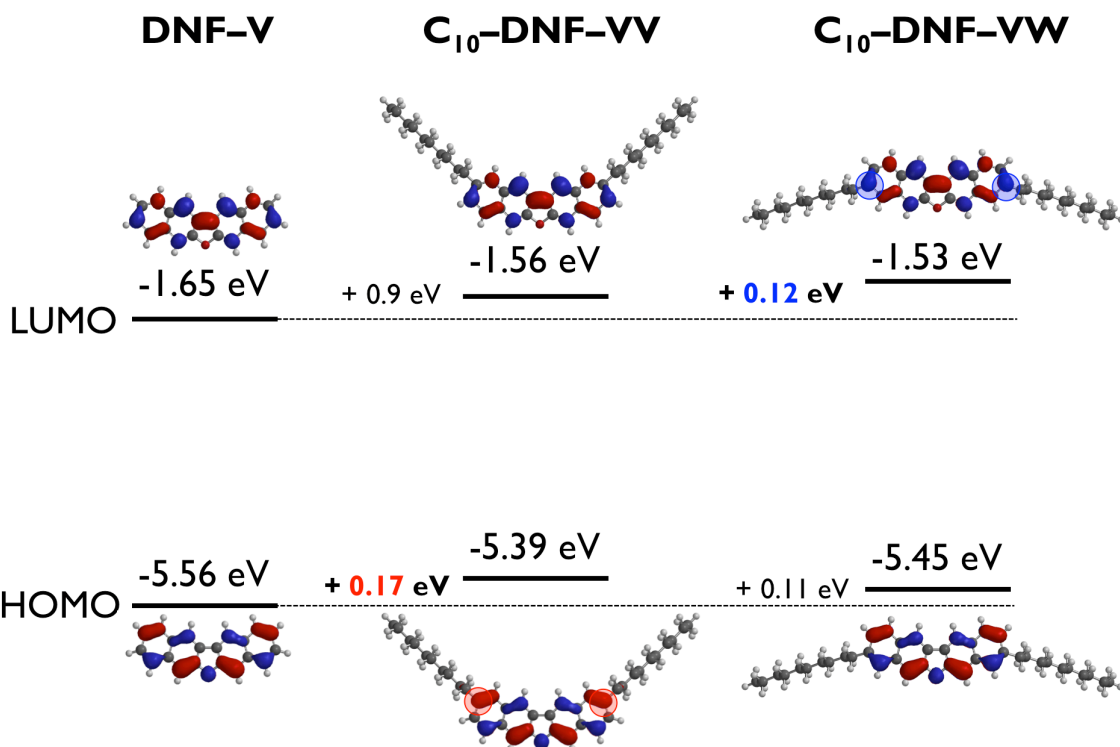 DNF–V
C₁₀–DNF–VV
C₁₀–DNF–VW
-1.65 eV
-1.56 eV
-1.53 eV
+ 0.9 eV
+ 0.12 eV
LUMO
-5.56 eV
-5.39 eV
-5.45 eV
+ 0.17 eV
+ 0.11 eV
HOMO